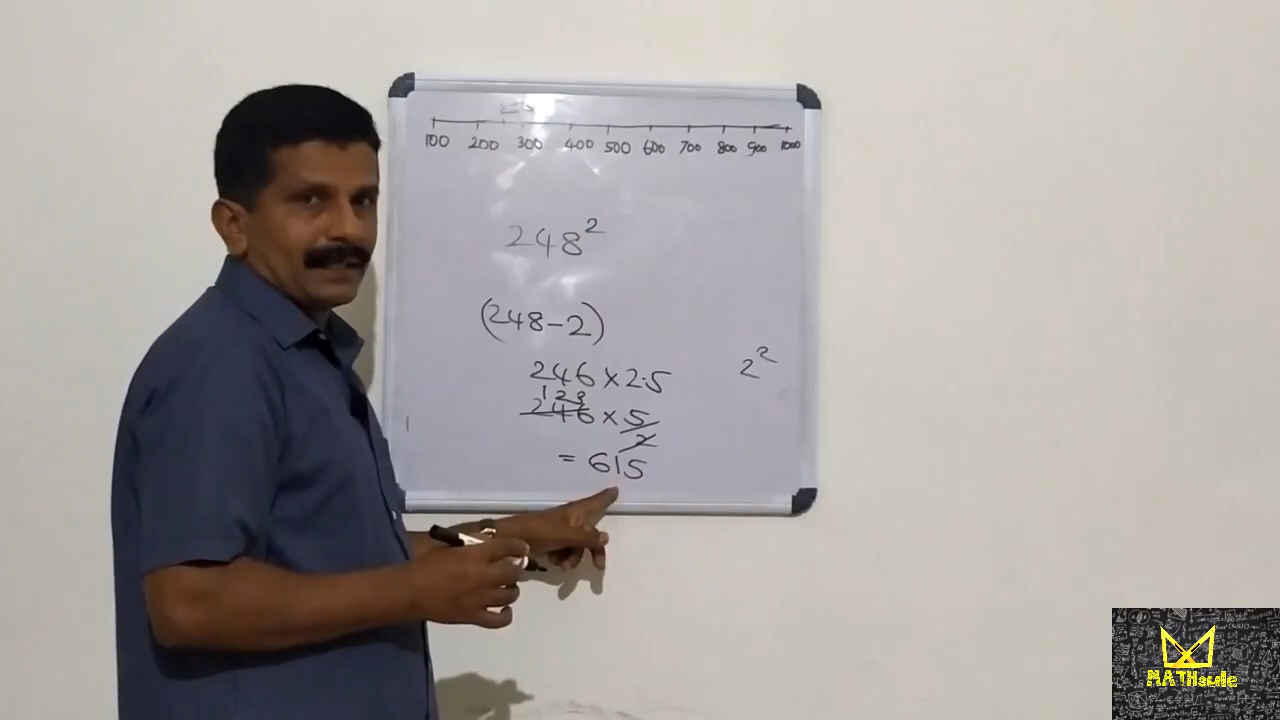 100 200 300 400 500 600 700 800 900 1000
248²
(248-2)
2²
246 × 2.5
123
246 × 5/2
= 615
MATHsule